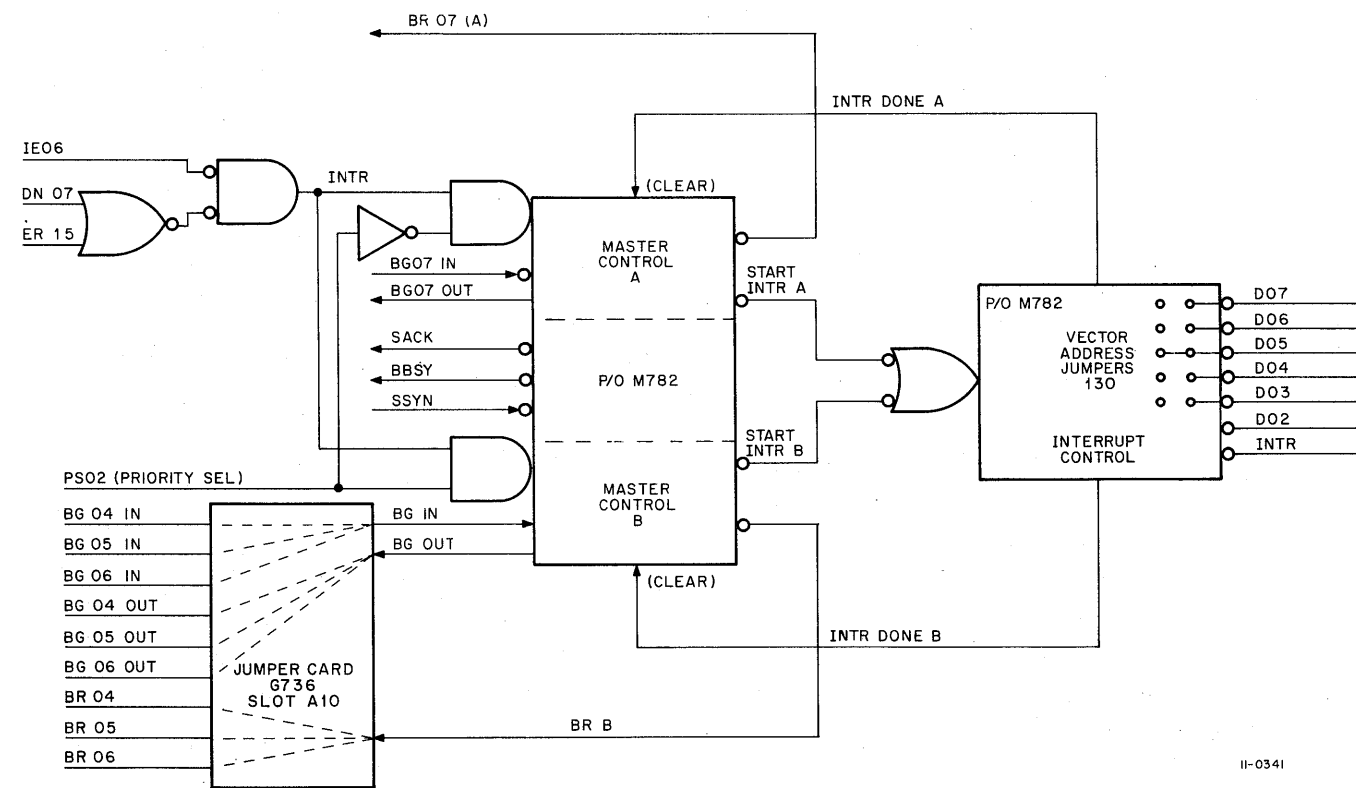 BR 07 (A)
INTR DONE A
IE06
DN 07
ER 15
INTR
(CLEAR)
MASTER
CONTROL
A
BG07 IN
BG07 OUT
START
INTR A
SACK
BBSY
SSYN
P/O M782
P/O M782
VECTOR
ADDRESS
JUMPERS
130
INTERRUPT
CONTROL
D07
D06
D05
D04
D03
D02
INTR
START
INTR B
PS02 (PRIORITY SEL)
MASTER
CONTROL
B
BG 04 IN
BG 05 IN
BG 06 IN
BG 04 OUT
BG 05 OUT
BG 06 OUT
BR 04
BR 05
BR 06
BG IN
BG OUT
(CLEAR)
INTR DONE B
JUMPER CARD
G736
SLOT A10
BR B
11-0341